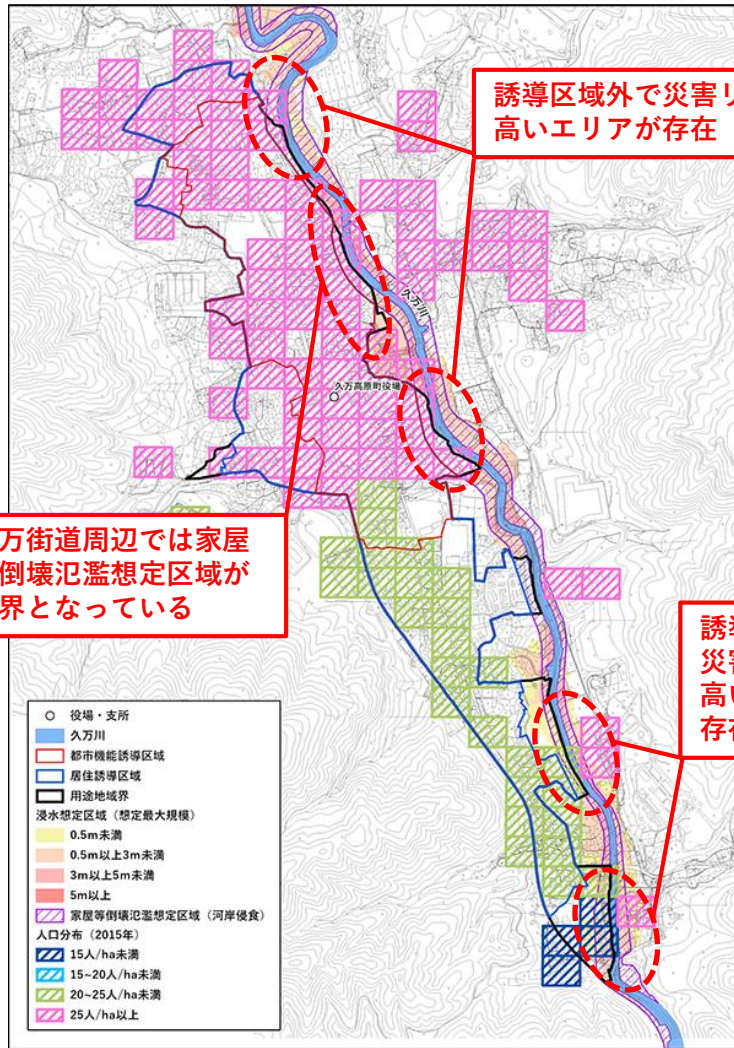 誘導区域外で災害リ
高いエリアが存在
久万川
久万高原町役場
万街道周辺では家屋
倒壊氾濫想定区域が
界となっている
誘導
災害
高い
存在
役場・支所
久万川
都市機能誘導区域
居住誘導区域
用途地域界
浸水想定区域（想定最大規模）
0.5m未満
0.5m以上3m未満
3m以上5m未満
5m以上
家屋等倒壊氾濫想定区域（河岸侵食）
人口分布（2015年）
15人/ha未満
15~20人/ha未満
20~25人/ha未満
25人/ha以上